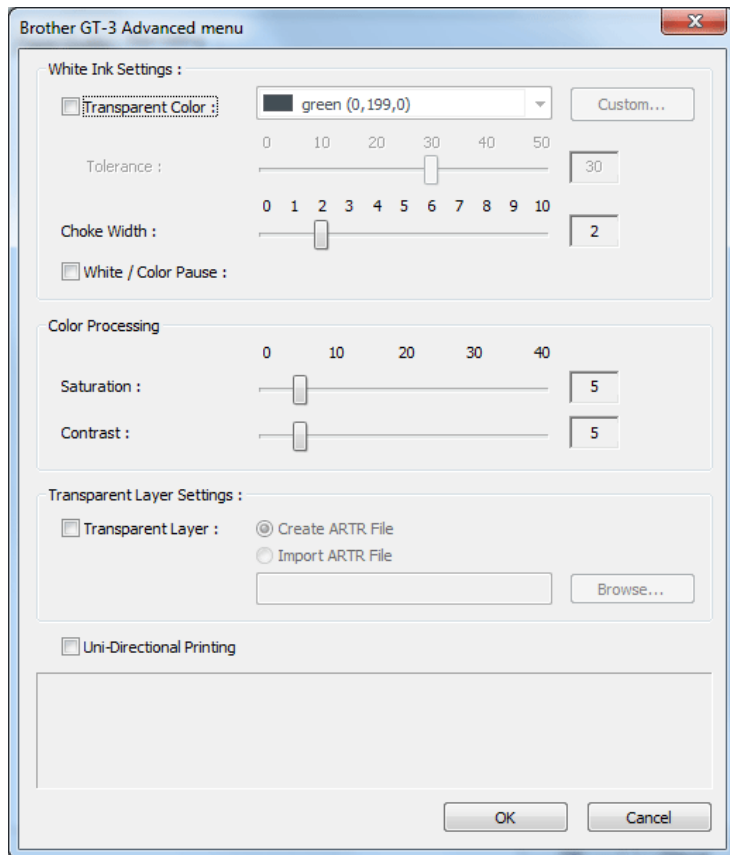 Brother GT-3 Advanced menu
White Ink Settings :
Transparent Color : green (0,199,0) Custom...
0 10 20 30 40 50
Tolerance : 30
0 1 2 3 4 5 6 7 8 9 10
Choke Width : 2
White / Color Pause :
Color Processing
0 10 20 30 40
Saturation : 5
Contrast : 5
Transparent Layer Settings :
Transparent Layer : Create ARTR File
Import ARTR File
Browse...
Uni-Directional Printing
OK Cancel